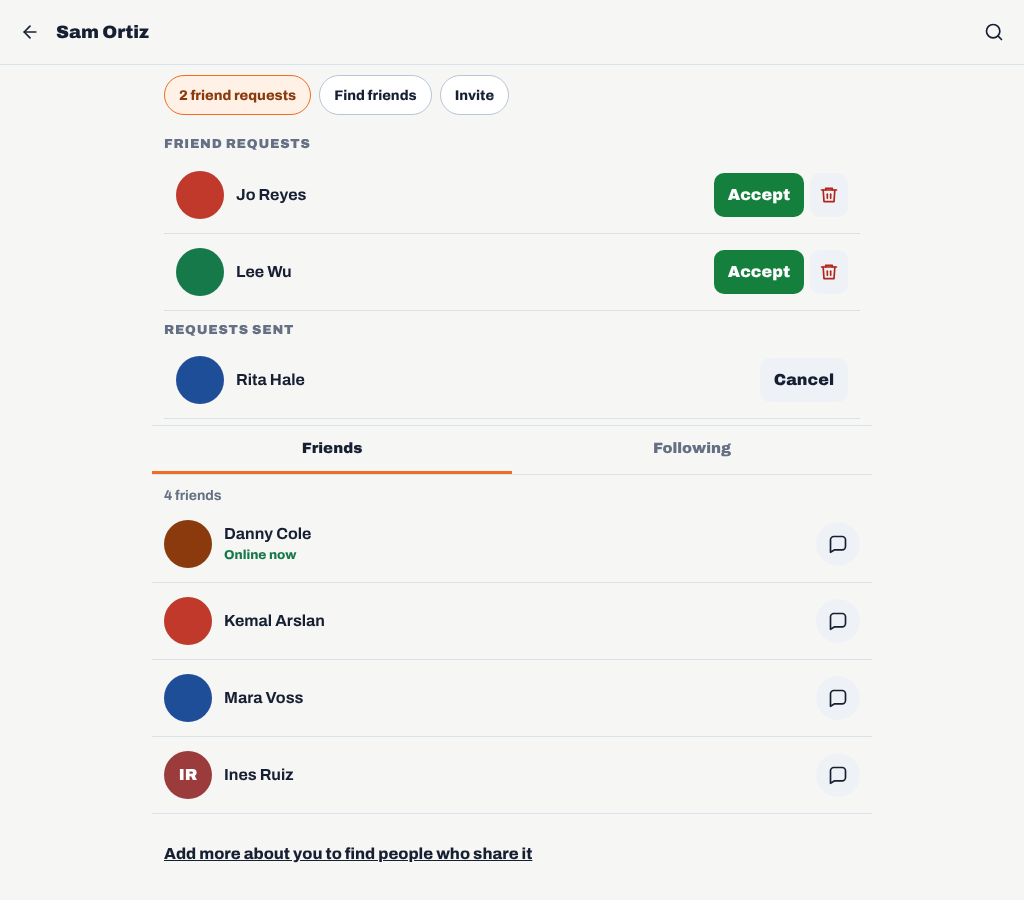 Sam Ortiz
2 friend requests
Find friends
Invite
FRIEND REQUESTS
Jo Reyes
Accept
Lee Wu
Accept
REQUESTS SENT
Rita Hale
Cancel
Friends
Following
4 friends
Danny Cole
Online now
Kemal Arslan
Mara Voss
IR
Ines Ruiz
Add more about you to find people who share it